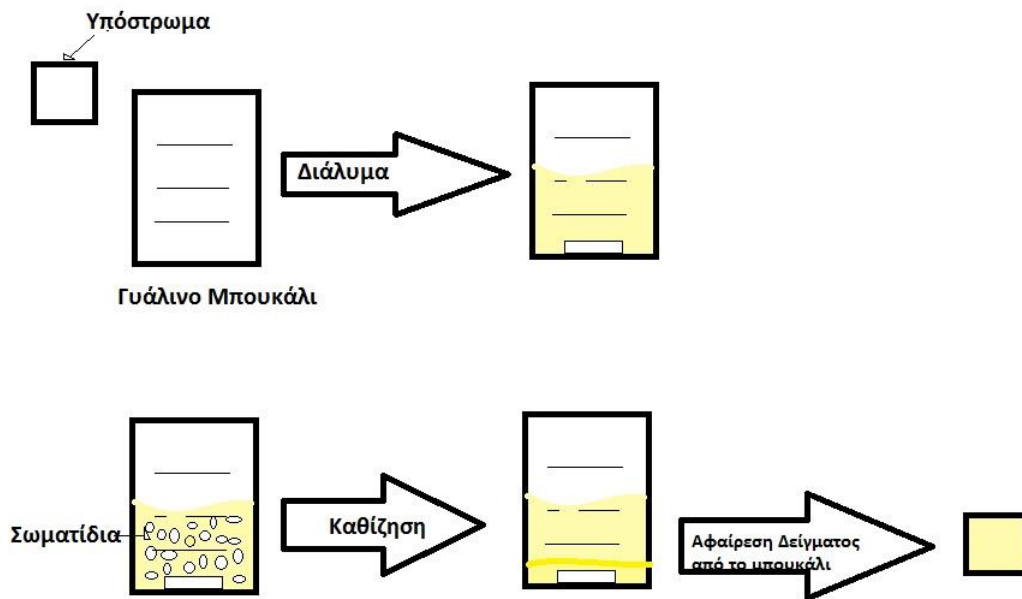 Υπόστρωμα
Διάλυμα
Γυάλινο Μπουκάλι
Σωματίδια
Καθίζηση
Αφαίρεση Δείγματος
από το μπουκάλι